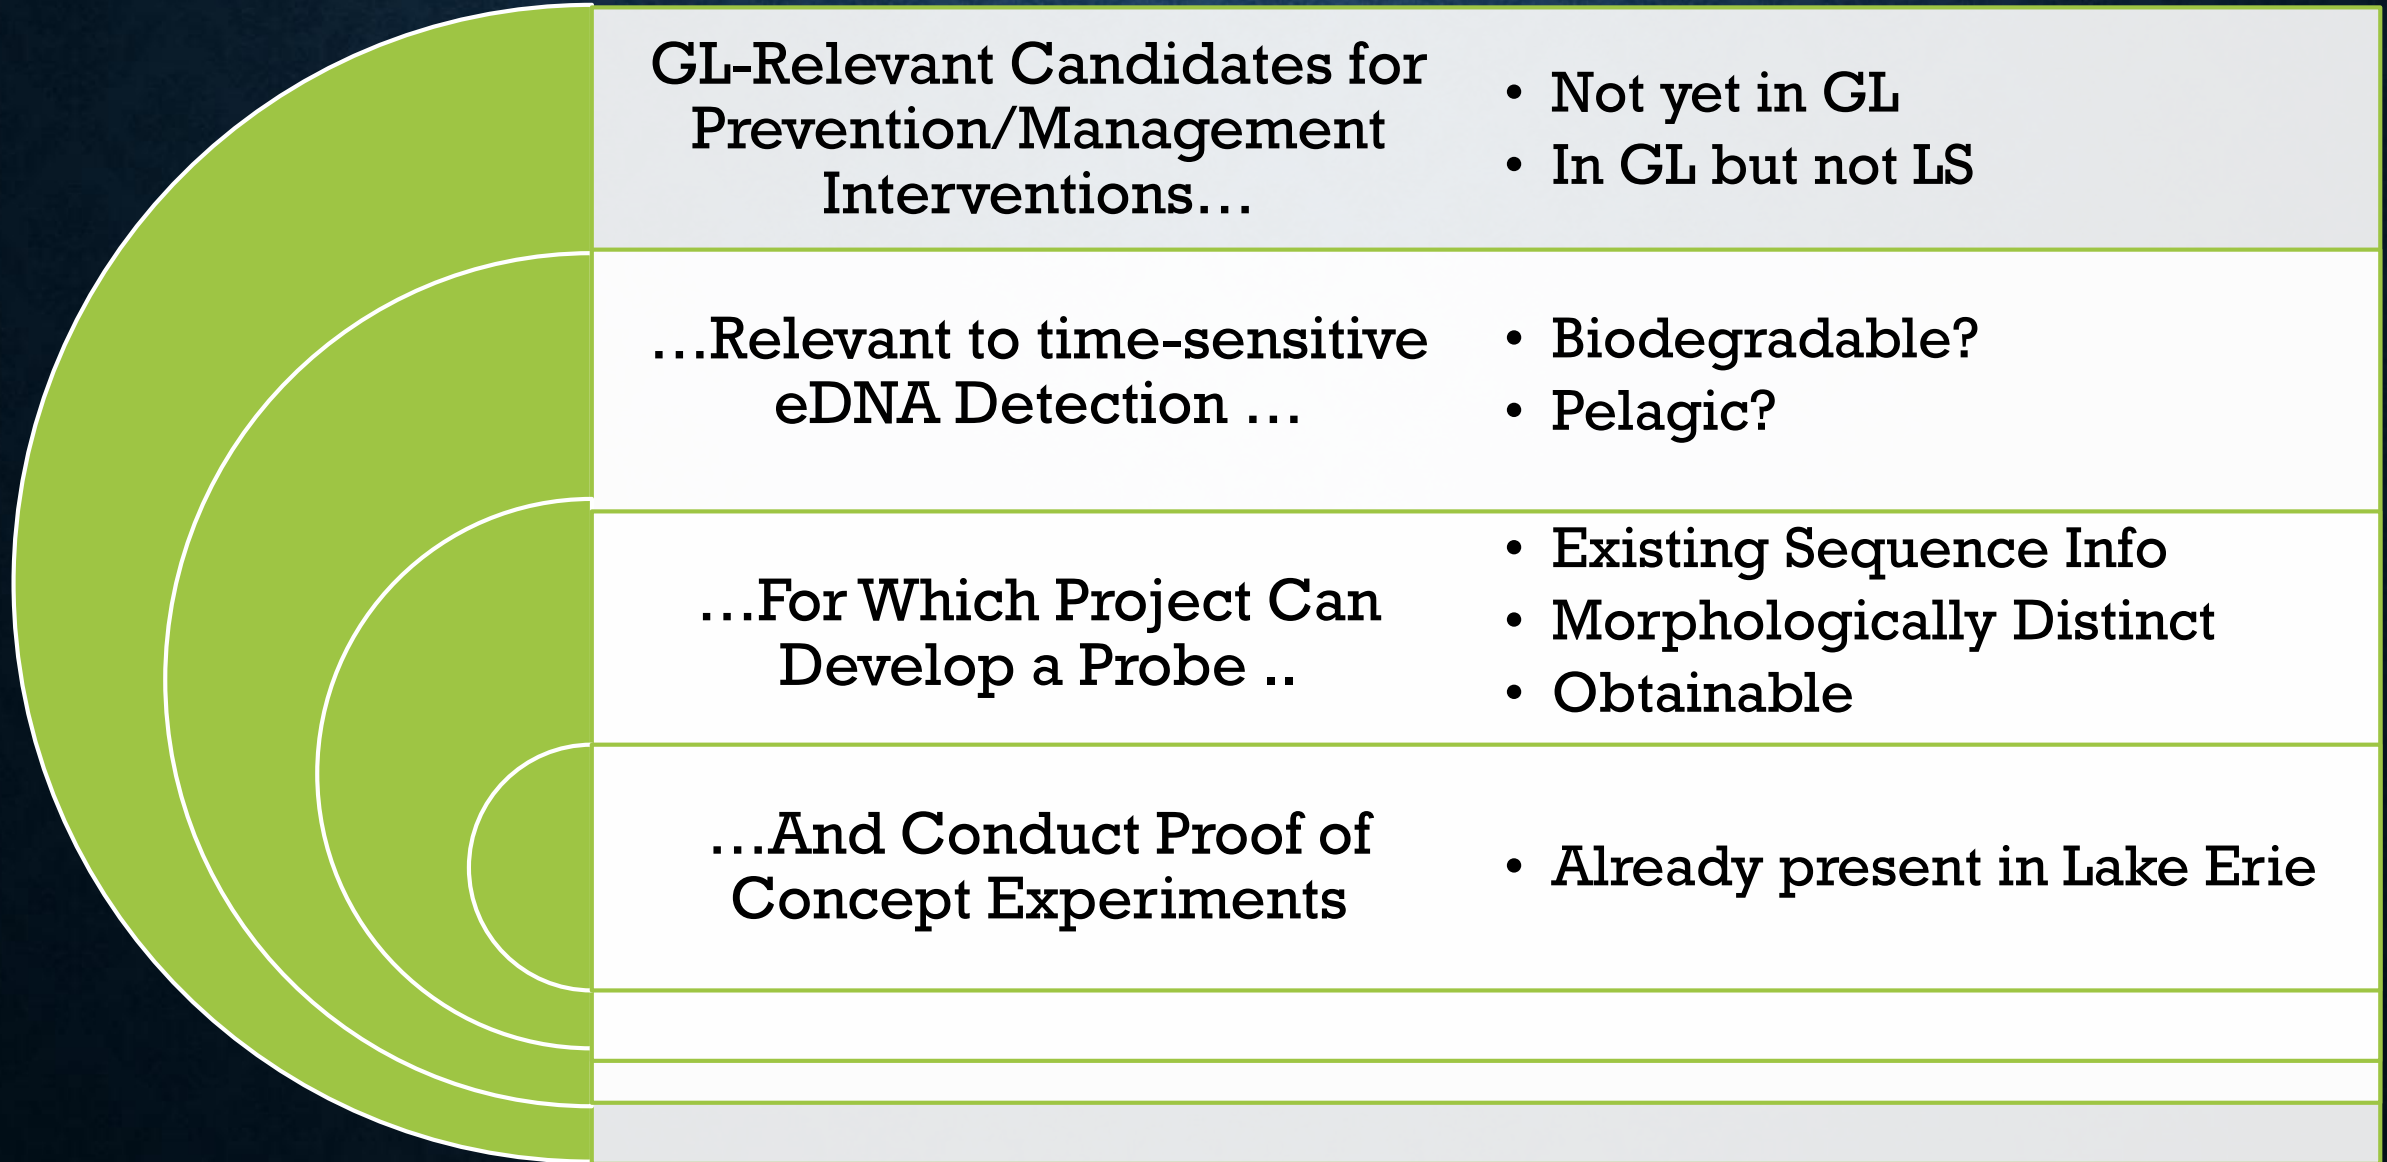 GL-Relevant Candidates for
Prevention/Management
Interventions…
• Not yet in GL
• In GL but not LS
…Relevant to time-sensitive
eDNA Detection …
• Biodegradable?
• Pelagic?
…For Which Project Can
Develop a Probe ..
• Existing Sequence Info
• Morphologically Distinct
• Obtainable
…And Conduct Proof of
Concept Experiments
• Already present in Lake Erie